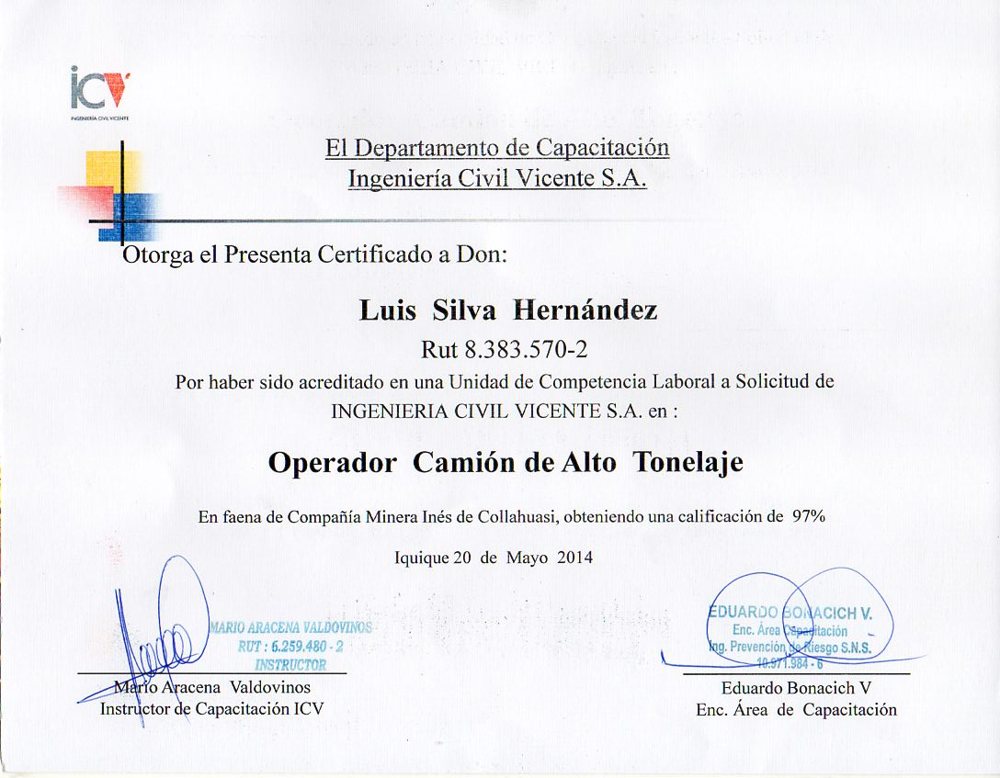 icv
INGENIERÍA CIVIL VICENTE
El Departamento de Capacitación
Ingeniería Civil Vicente S.A.
Otorga el Presenta Certificado a Don:
Luis Silva Hernández
Rut 8.383.570-2
Por haber sido acreditado en una Unidad de Competencia Laboral a Solicitud de
INGENIERIA CIVIL VICENTE S.A. en :
Operador Camión de Alto Tonelaje
En faena de Compañía Minera Inés de Collahuasi, obteniendo una calificación de 97%
Iquique 20 de Mayo 2014
MARIO ARACENA VALDOVINOS
RUT : 6.259.480 - 2
INSTRUCTOR
Mario Aracena Valdovinos
Instructor de Capacitación ICV
EDUARDO BONACICH V.
Enc. Área Capacitación
Ing. Prevención de Riesgo S.N.S.
10.971.984 - 6
Eduardo Bonacich V
Enc. Área de Capacitación